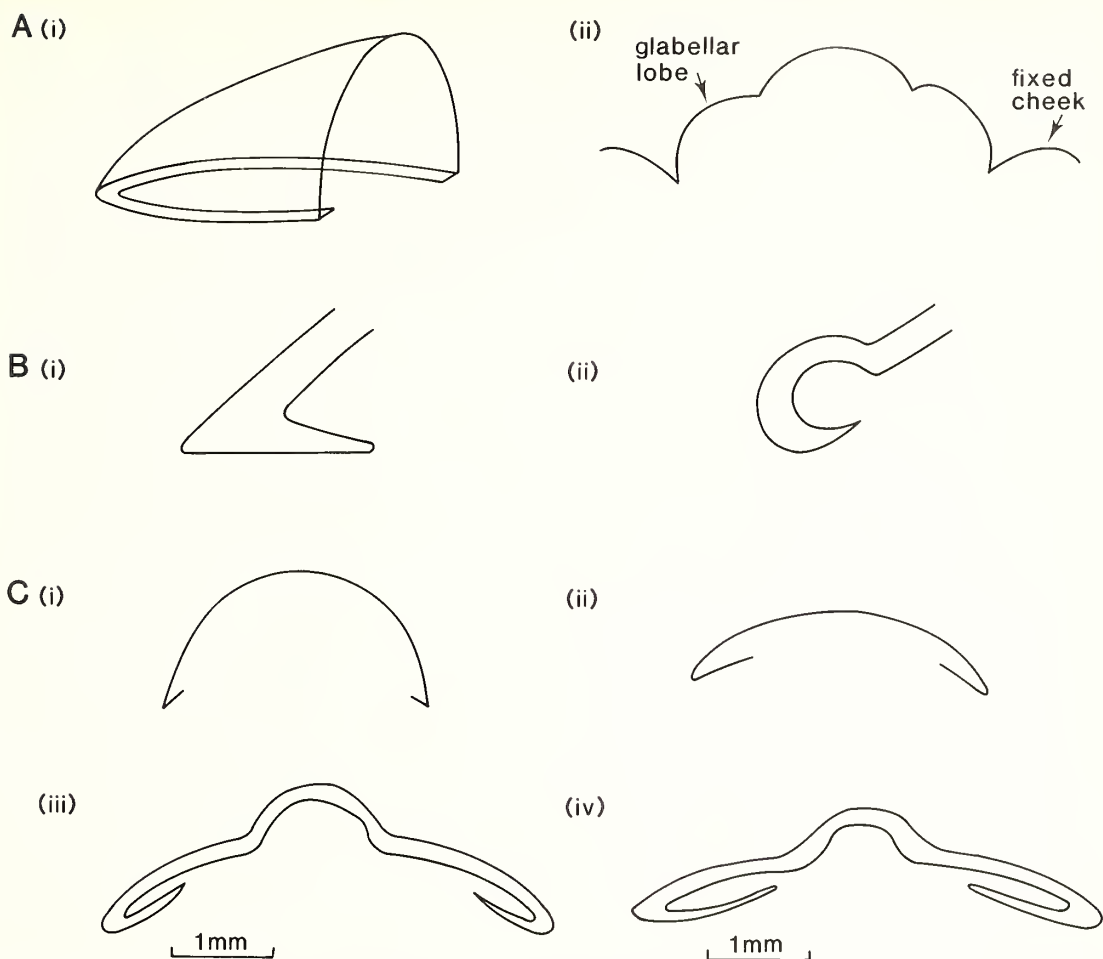 A (i)
(ii)
glabellar
lobe
fixed
cheek
B (i)
(ii)
C (i)
(ii)
(iii)
(iv)
1mm
1mm